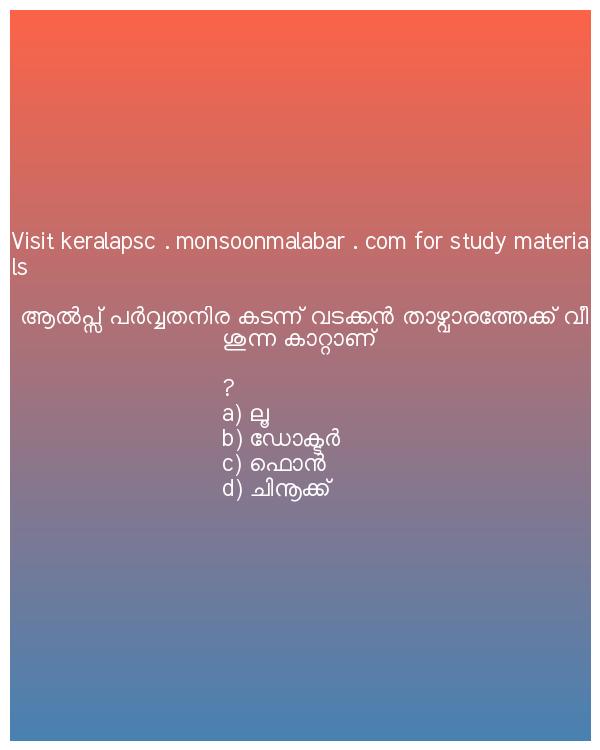 Visit keralapsc . monsoonmalabar . com for study materia
ls
ആൽപ്സ് പർവ്വതനിര കടന്ന് വടക്കൻ താഴ്വാരത്തേക്ക് വീ
ശുന്ന കാറ്റാണ്
?
a) ലൂ
b) ഡോക്ടർ
c) ഫൊൻ
d) ചിനൂക്ക്